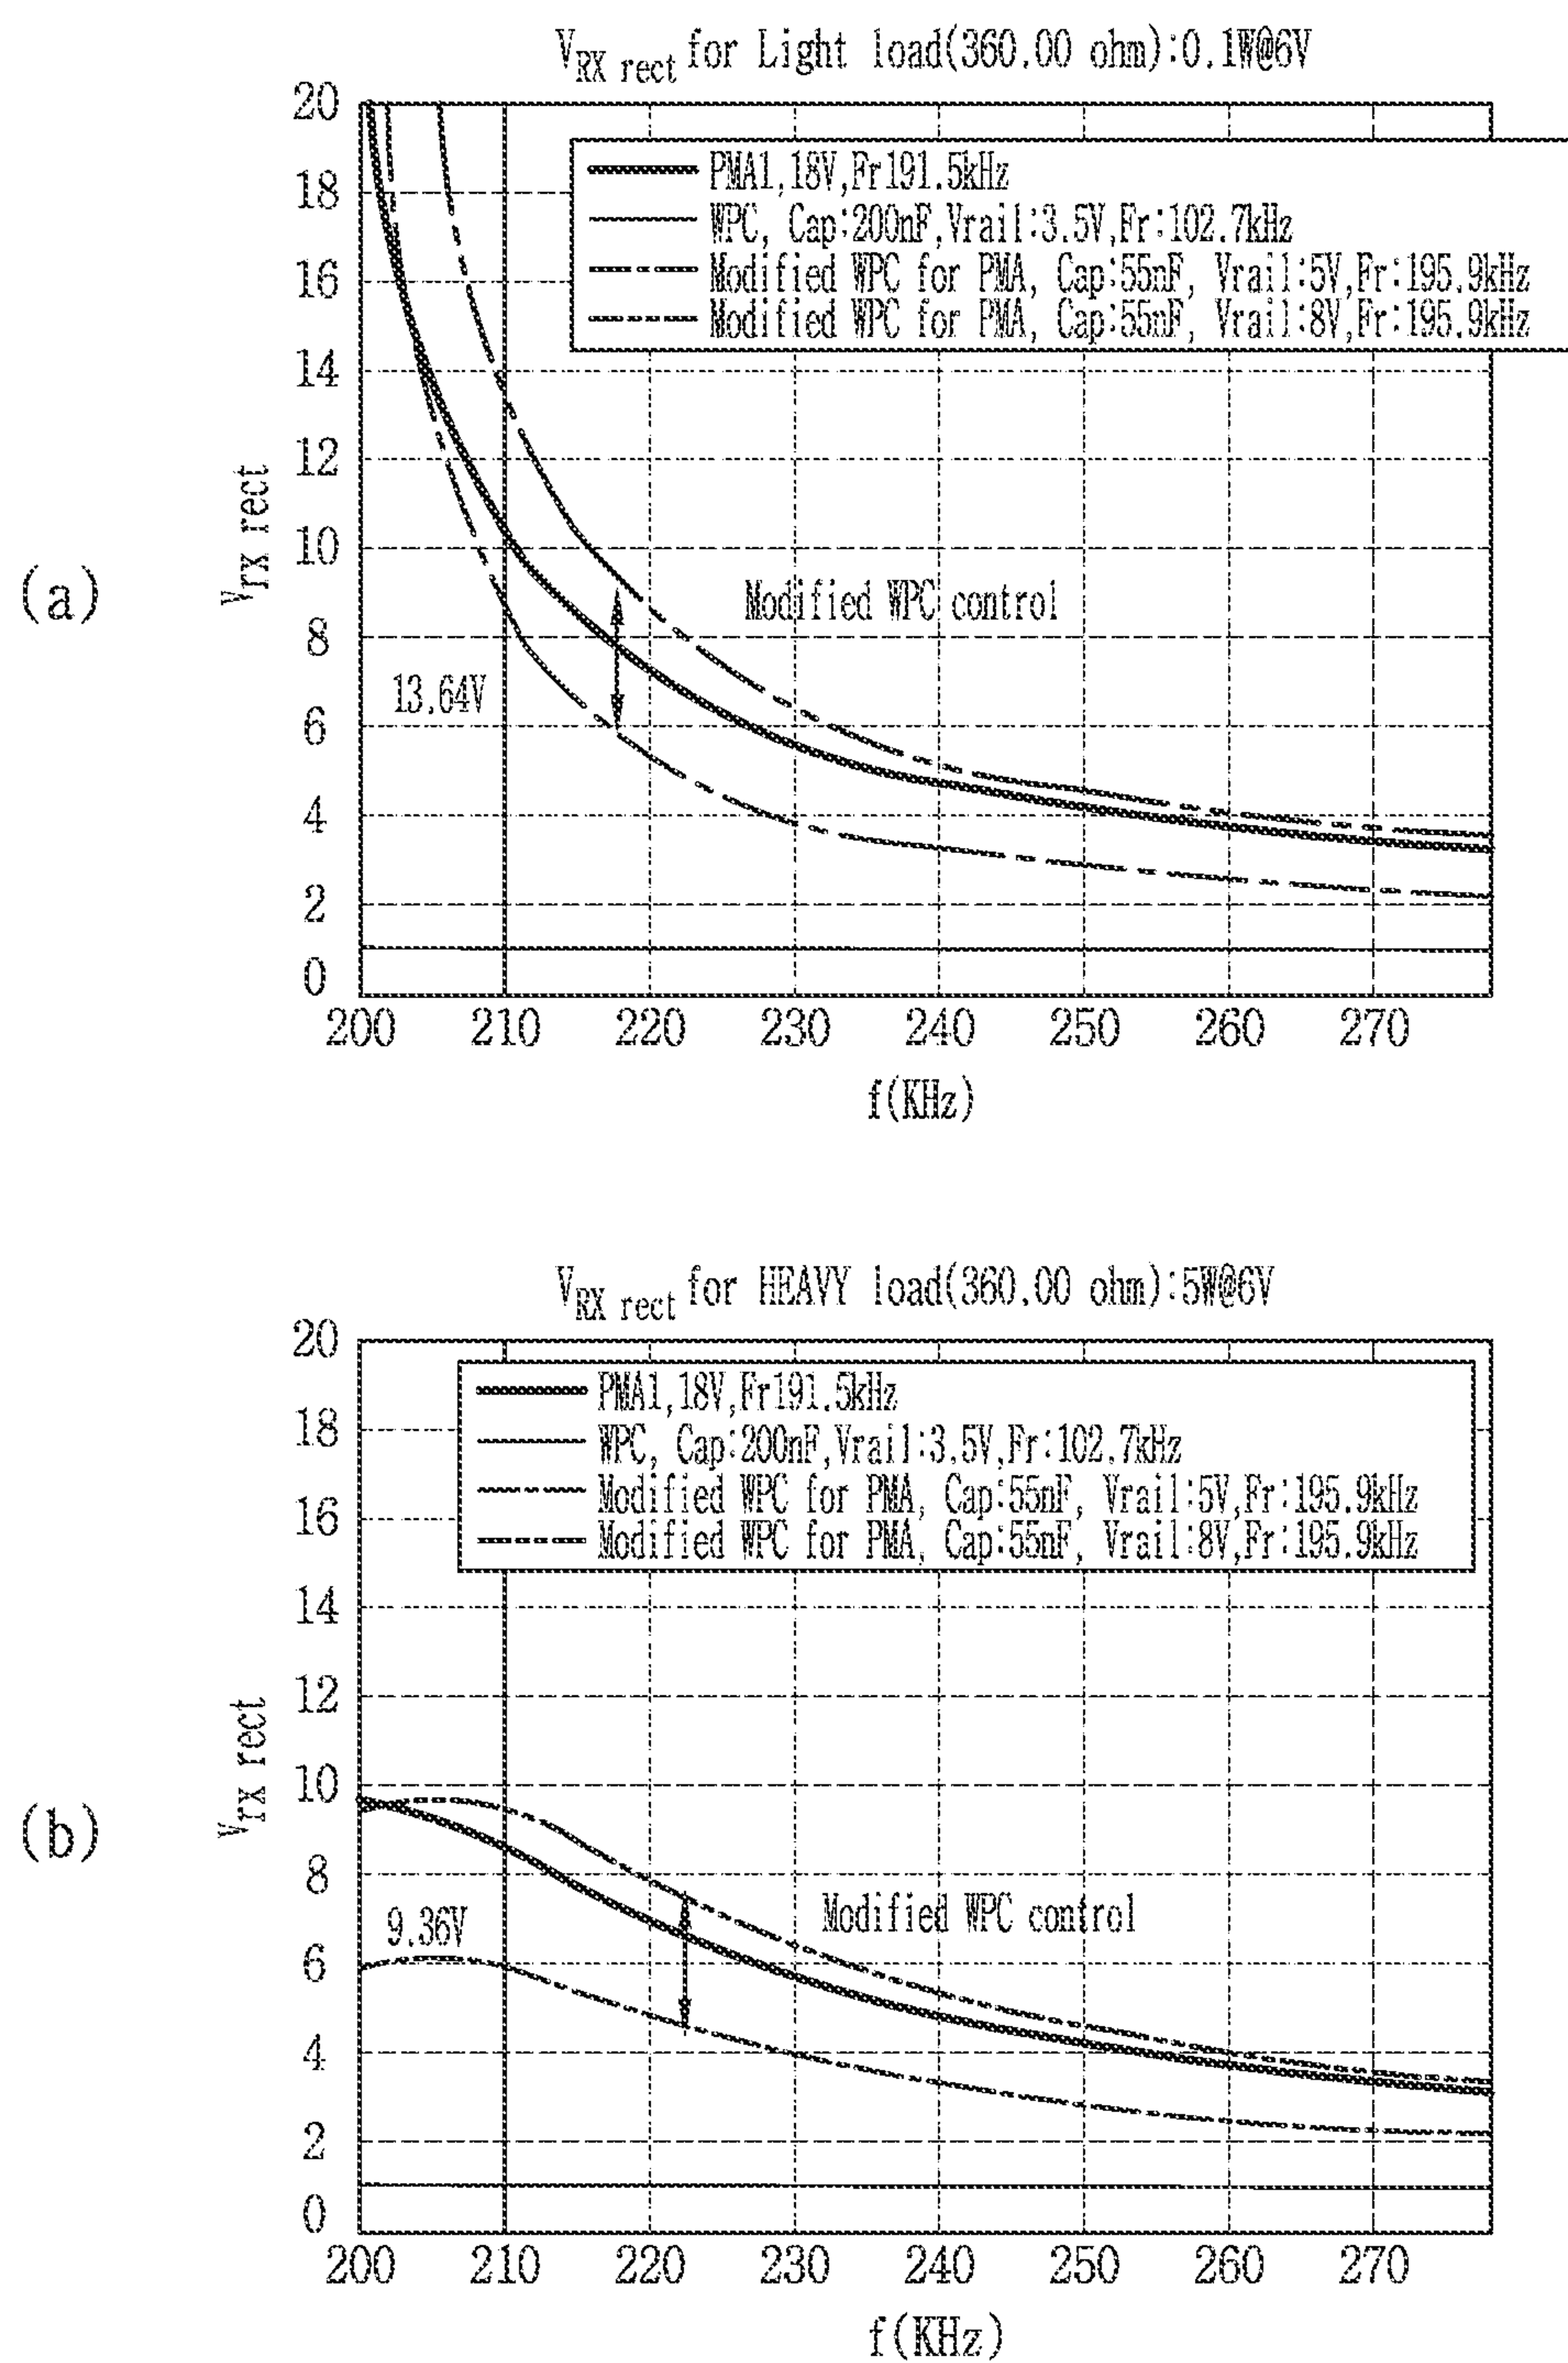 V_RX rect for Light load(360.00 ohm):0.1W@6V
20
18
16
14
12
10
8
6
4
2
0
PMA1,18V,Fr191.5kHz
WPC, Cap:200nF,Vrail:3.5V,Fr:102.7kHz
Modified WPC for PMA, Cap:55nF, Vrail:5V,Fr:195.9kHz
Modified WPC for PMA, Cap:55nF, Vrail:8V,Fr:195.9kHz
V_rx rect
(a)
Modified WPC control
13.64V
200 210 220 230 240 250 260 270
f(KHz)
V_RX rect for HEAVY load(360.00 ohm):5W@6V
20
18
16
14
12
10
8
6
4
2
0
PMA1,18V,Fr191.5kHz
WPC, Cap:200nF,Vrail:3.5V,Fr:102.7kHz
Modified WPC for PMA, Cap:55nF, Vrail:5V,Fr:195.9kHz
Modified WPC for PMA, Cap:55nF, Vrail:8V,Fr:195.9kHz
V_rx rect
(b)
Modified WPC control
9.36V
200 210 220 230 240 250 260 270
f(KHz)